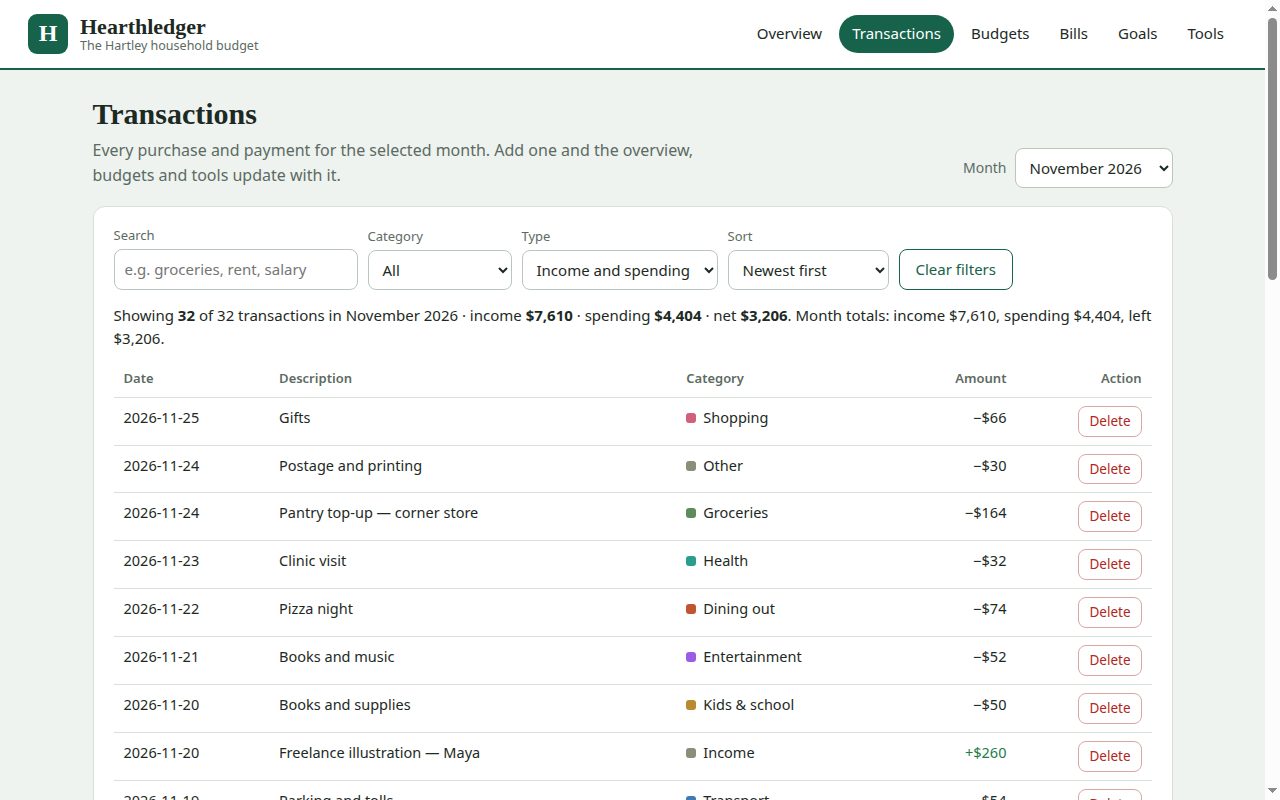 H
Hearthledger
The Hartley household budget
Overview Transactions Budgets Bills Goals Tools
Transactions
Every purchase and payment for the selected month. Add one and the overview,
budgets and tools update with it.
Month November 2026
Search Category Type Sort
e.g. groceries, rent, salary All Income and spending Newest first Clear filters
Showing 32 of 32 transactions in November 2026 · income $7,610 · spending $4,404 · net $3,206. Month totals: income $7,610, spending $4,404, left
$3,206.
Date Description Category Amount Action
2026-11-25 Gifts Shopping −$66 Delete
2026-11-24 Postage and printing Other −$30 Delete
2026-11-24 Pantry top-up — corner store Groceries −$164 Delete
2026-11-23 Clinic visit Health −$32 Delete
2026-11-22 Pizza night Dining out −$74 Delete
2026-11-21 Books and music Entertainment −$52 Delete
2026-11-20 Books and supplies Kids & school −$50 Delete
2026-11-20 Freelance illustration — Maya Income +$260 Delete
2026-11-19 Parking and tolls Transport −$54